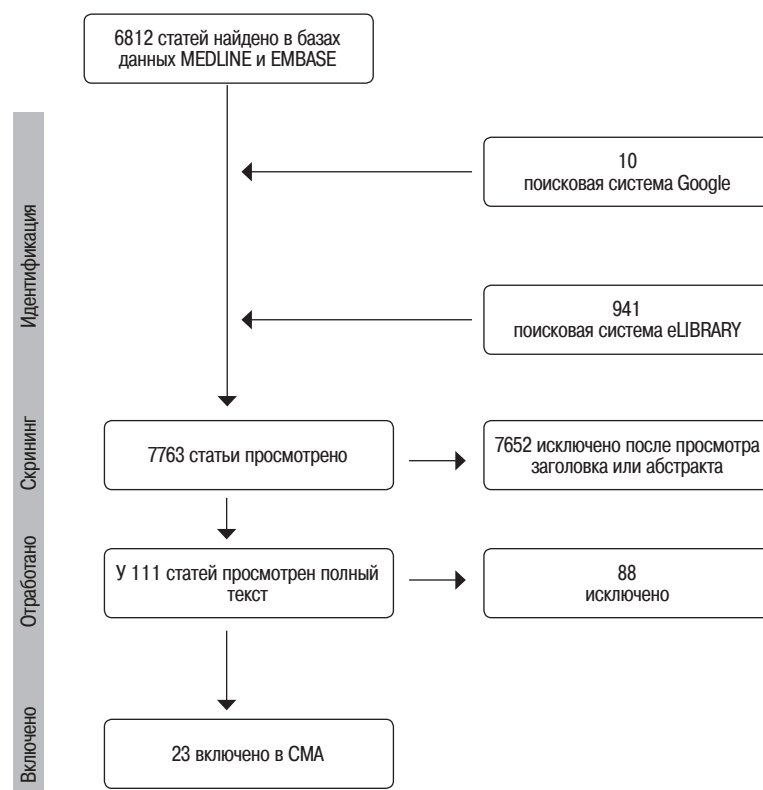 6812 статей найдено в базах
данных MEDLINE и EMBASE
Идентификация
10
поисковая система Google
941
поисковая система eLIBRARY
Скрининг
7763 статьи просмотрено
7652 исключено после просмотра
заголовка или абстракта
Отработано
У 111 статей просмотрен полный
текст
88
исключено
Включено
23 включено в СМА